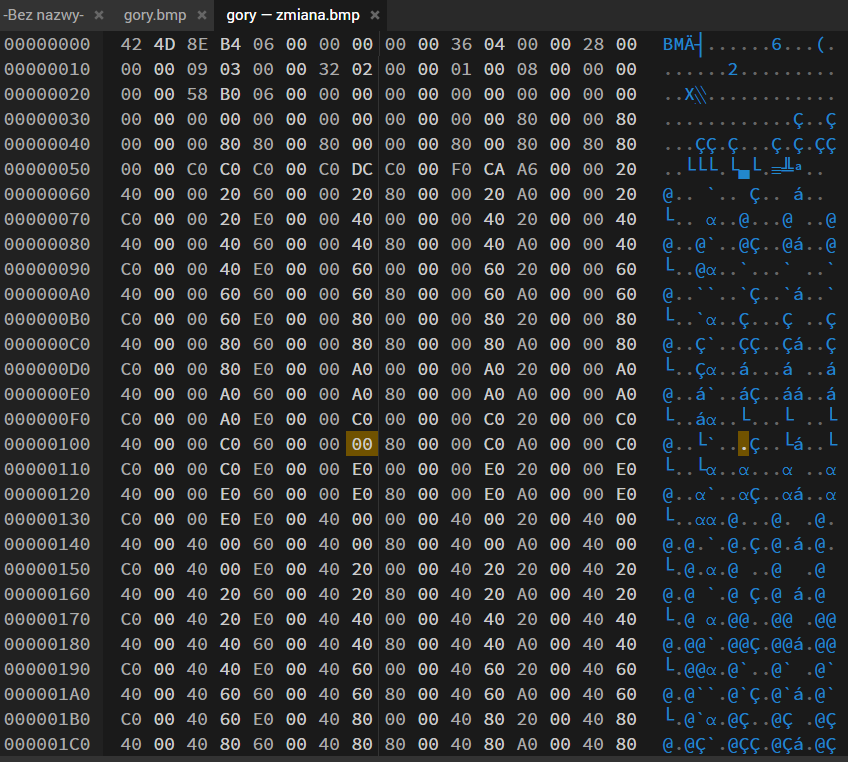 -Bez nazwy- × gory.bmp × gory — zmiana.bmp ×
00000000 42 4D 8E B4 06 00 00 00 00 00 36 04 00 00 28 00 BMÄ┤......6...(.
00000010 00 00 09 03 00 00 32 02 00 00 01 00 08 00 00 00 ......2.........
00000020 00 00 58 B0 06 00 00 00 00 00 00 00 00 00 00 00 ..X░............
00000030 00 00 00 00 00 00 00 00 00 00 00 00 80 00 00 80 ............Ç..Ç
00000040 00 00 00 80 80 00 80 00 00 00 80 00 80 00 80 80 ...ÇÇ.Ç...Ç.Ç.ÇÇ
00000050 00 00 C0 C0 C0 00 C0 DC C0 00 F0 CA A6 00 00 20 ..└└└.└▄└.≡╩ª..
00000060 40 00 00 20 60 00 00 20 80 00 00 20 A0 00 00 20 @.. `.. Ç.. á..
00000070 C0 00 00 20 E0 00 00 40 00 00 00 40 20 00 00 40 └.. α..@...@ ..@
00000080 40 00 00 40 60 00 00 40 80 00 00 40 A0 00 00 40 @..@`..@Ç..@á..@
00000090 C0 00 00 40 E0 00 00 60 00 00 00 60 20 00 00 60 └..@α..`...` ..`
000000A0 40 00 00 60 60 00 00 60 80 00 00 60 A0 00 00 60 @..``..`Ç..`á..`
000000B0 C0 00 00 60 E0 00 00 80 00 00 00 80 20 00 00 80 └..`α..Ç...Ç ..Ç
000000C0 40 00 00 80 60 00 00 80 80 00 00 80 A0 00 00 80 @..Ç`..ÇÇ..Çá..Ç
000000D0 C0 00 00 80 E0 00 00 A0 00 00 00 A0 20 00 00 A0 └..Çα..á...á ..á
000000E0 40 00 00 A0 60 00 00 A0 80 00 00 A0 A0 00 00 A0 @..á`..áÇ..áá..á
000000F0 C0 00 00 A0 E0 00 00 C0 00 00 00 C0 20 00 00 C0 └..áα..└...└ ..└
00000100 40 00 00 C0 60 00 00 00 80 00 00 C0 A0 00 00 C0 @..└`...Ç..└á..└
00000110 C0 00 00 C0 E0 00 00 E0 00 00 00 E0 20 00 00 E0 └..└α..α...α ..α
00000120 40 00 00 E0 60 00 00 E0 80 00 00 E0 A0 00 00 E0 @..α`..αÇ..αá..α
00000130 C0 00 00 E0 E0 00 40 00 00 00 40 00 20 00 40 00 └..αα.@...@. .@.
00000140 40 00 40 00 60 00 40 00 80 00 40 00 A0 00 40 00 @.@.`.@.Ç.@.á.@.
00000150 C0 00 40 00 E0 00 40 20 00 00 40 20 20 00 40 20 └.@.α.@ ..@  .@
00000160 40 00 40 20 60 00 40 20 80 00 40 20 A0 00 40 20 @.@ `.@ Ç.@ á.@
00000170 C0 00 40 20 E0 00 40 40 00 00 40 40 20 00 40 40 └.@ α.@@..@@ .@@
00000180 40 00 40 40 60 00 40 40 80 00 40 40 A0 00 40 40 @.@@`.@@Ç.@@á.@@
00000190 C0 00 40 40 E0 00 40 60 00 00 40 60 20 00 40 60 └.@@α.@`..@` .@`
000001A0 40 00 40 60 60 00 40 60 80 00 40 60 A0 00 40 60 @.@``.@`Ç.@`á.@`
000001B0 C0 00 40 60 E0 00 40 80 00 00 40 80 20 00 40 80 └.@`α.@Ç..@Ç .@Ç
000001C0 40 00 40 80 60 00 40 80 80 00 40 80 A0 00 40 80 @.@Ç`.@ÇÇ.@Çá.@Ç